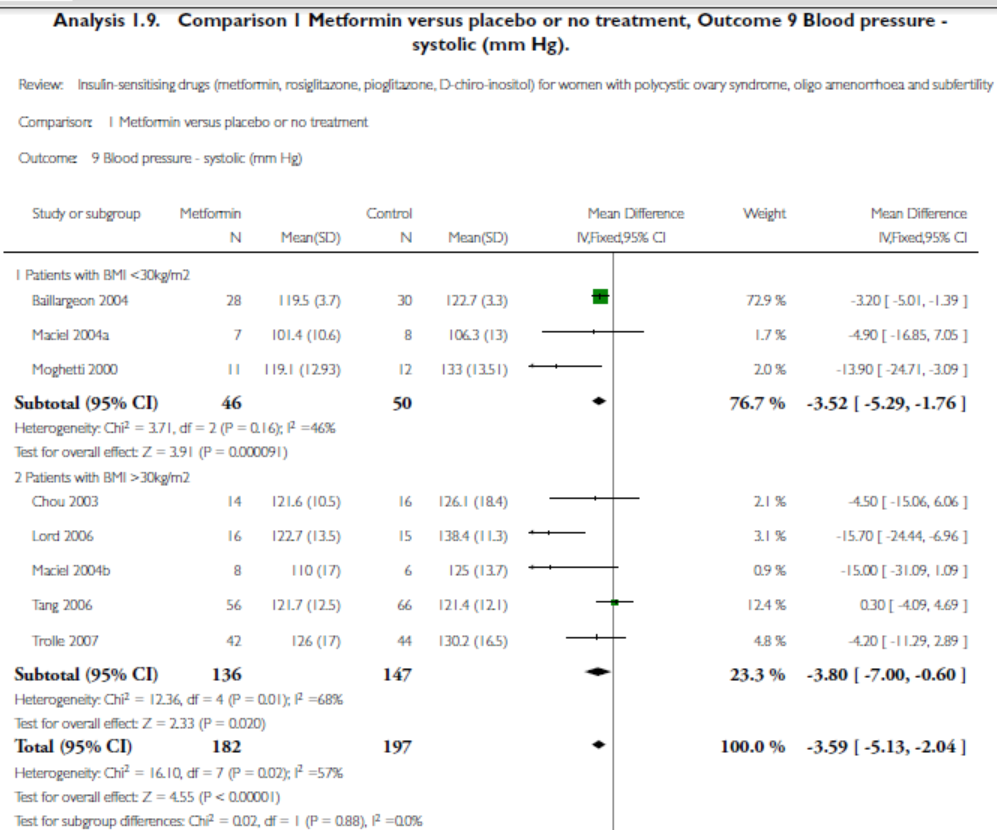 Analysis 1.9. Comparison 1 Metformin versus placebo or no treatment, Outcome 9 Blood pressure -
systolic (mm Hg).
Review: Insulin-sensitising drugs (metformin, rosiglitazone, pioglitazone, D-chiro-inositol) for women with polycystic ovary syndrome, oligo amenorrhoea and subfertility
Comparison: 1 Metformin versus placebo or no treatment
Outcome: 9 Blood pressure - systolic (mm Hg)
Study or subgroup Metformin Control Mean Difference Weight Mean Difference
N Mean(SD) N Mean(SD) IV,Fixed,95% CI IV,Fixed,95% CI
1 Patients with BMI <30kg/m2
Baillargeon 2004 28 119.5 (3.7) 30 122.7 (3.3) 72.9 % -3.20 [ -5.01, -1.39 ]
Maciel 2004a 7 101.4 (10.6) 8 106.3 (13) 1.7 % -4.90 [ -16.85, 7.05 ]
Moghetti 2000 11 119.1 (12.93) 12 133 (13.51) 2.0 % -13.90 [ -24.71, -3.09 ]
Subtotal (95% CI) 46 50 76.7 % -3.52 [ -5.29, -1.76 ]
Heterogeneity: Chi² = 3.71, df = 2 (P = 0.16); I² =46%
Test for overall effect: Z = 3.91 (P = 0.000091)
2 Patients with BMI >30kg/m2
Chou 2003 14 121.6 (10.5) 16 126.1 (18.4) 2.1 % -4.50 [ -15.06, 6.06 ]
Lord 2006 16 122.7 (13.5) 15 138.4 (11.3) 3.1 % -15.70 [ -24.44, -6.96 ]
Maciel 2004b 8 110 (17) 6 125 (13.7) 0.9 % -15.00 [ -31.09, 1.09 ]
Tang 2006 56 121.7 (12.5) 66 121.4 (12.1) 12.4 % 0.30 [ -4.09, 4.69 ]
Trolle 2007 42 126 (17) 44 130.2 (16.5) 4.8 % -4.20 [ -11.29, 2.89 ]
Subtotal (95% CI) 136 147 23.3 % -3.80 [ -7.00, -0.60 ]
Heterogeneity: Chi² = 12.36, df = 4 (P = 0.01); I² =68%
Test for overall effect: Z = 2.33 (P = 0.020)
Total (95% CI) 182 197 100.0 % -3.59 [ -5.13, -2.04 ]
Heterogeneity: Chi² = 16.10, df = 7 (P = 0.02); I² =57%
Test for overall effect: Z = 4.55 (P < 0.00001)
Test for subgroup differences: Chi² = 0.02, df = 1 (P = 0.88), I² =0.0%